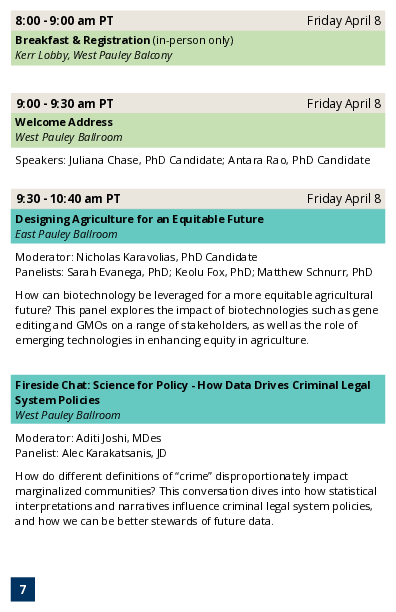 8:00 - 9:00 am PT Friday April 8
Breakfast & Registration (in-person only)
Kerr Lobby, West Pauley Balcony
9:00 - 9:30 am PT Friday April 8
Welcome Address
West Pauley Ballroom
Speakers: Juliana Chase, PhD Candidate; Antara Rao, PhD Candidate
9:30 - 10:40 am PT Friday April 8
Designing Agriculture for an Equitable Future
East Pauley Ballroom
Moderator: Nicholas Karavolias, PhD Candidate
Panelists: Sarah Evanega, PhD; Keolu Fox, PhD; Matthew Schnurr, PhD
How can biotechnology be leveraged for a more equitable agricultural
future? This panel explores the impact of biotechnologies such as gene
editing and GMOs on a range of stakeholders, as well as the role of
emerging technologies in enhancing equity in agriculture.
Fireside Chat: Science for Policy - How Data Drives Criminal Legal
System Policies
West Pauley Ballroom
Moderator: Aditi Joshi, MDes
Panelist: Alec Karakatsanis, JD
How do different definitions of “crime” disproportionately impact
marginalized communities? This conversation dives into how statistical
interpretations and narratives influence criminal legal system policies,
and how we can be better stewards of future data.
7